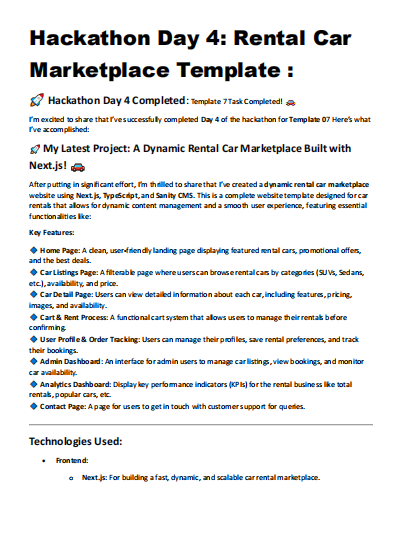 Hackathon Day 4: Rental Car
Marketplace Template :
🚀 Hackathon Day 4 Completed: Template 7 Task Completed! 🚗
I'm excited to share that I've successfully completed Day 4 of the hackathon for Template 07 Here's what
I've accomplished:
🚀 My Latest Project: A Dynamic Rental Car Marketplace Built with
Next.js! 🚗
After putting in significant effort, I'm thrilled to share that I've created a dynamic rental car marketplace
website using Next.js, TypeScript, and Sanity CMS. This is a complete website template designed for car
rentals that allows for dynamic content management and a smooth user experience, featuring essential
functionalities like:
Key Features:
🔷 Home Page: A clean, user-friendly landing page displaying featured rental cars, promotional offers,
and the best deals.
🔷 Car Listings Page: A filterable page where users can browse rental cars by categories (SUVs, Sedans,
etc.), availability, and price.
🔷 Car Detail Page: Users can view detailed information about each car, including features, pricing,
images, and availability.
🔷 Cart & Rent Process: A functional cart system that allows users to manage their rentals before
confirming.
🔷 User Profile & Order Tracking: Users can manage their profiles, save rental preferences, and track
their bookings.
🔷 Admin Dashboard: An interface for admin users to manage car listings, view bookings, and monitor
car availability.
🔷 Analytics Dashboard: Display key performance indicators (KPIs) for the rental business like total
rentals, popular cars, etc.
🔷 Contact Page: A page for users to get in touch with customer support for queries.
Technologies Used:
• Frontend:
o Next.js: For building a fast, dynamic, and scalable car rental marketplace.